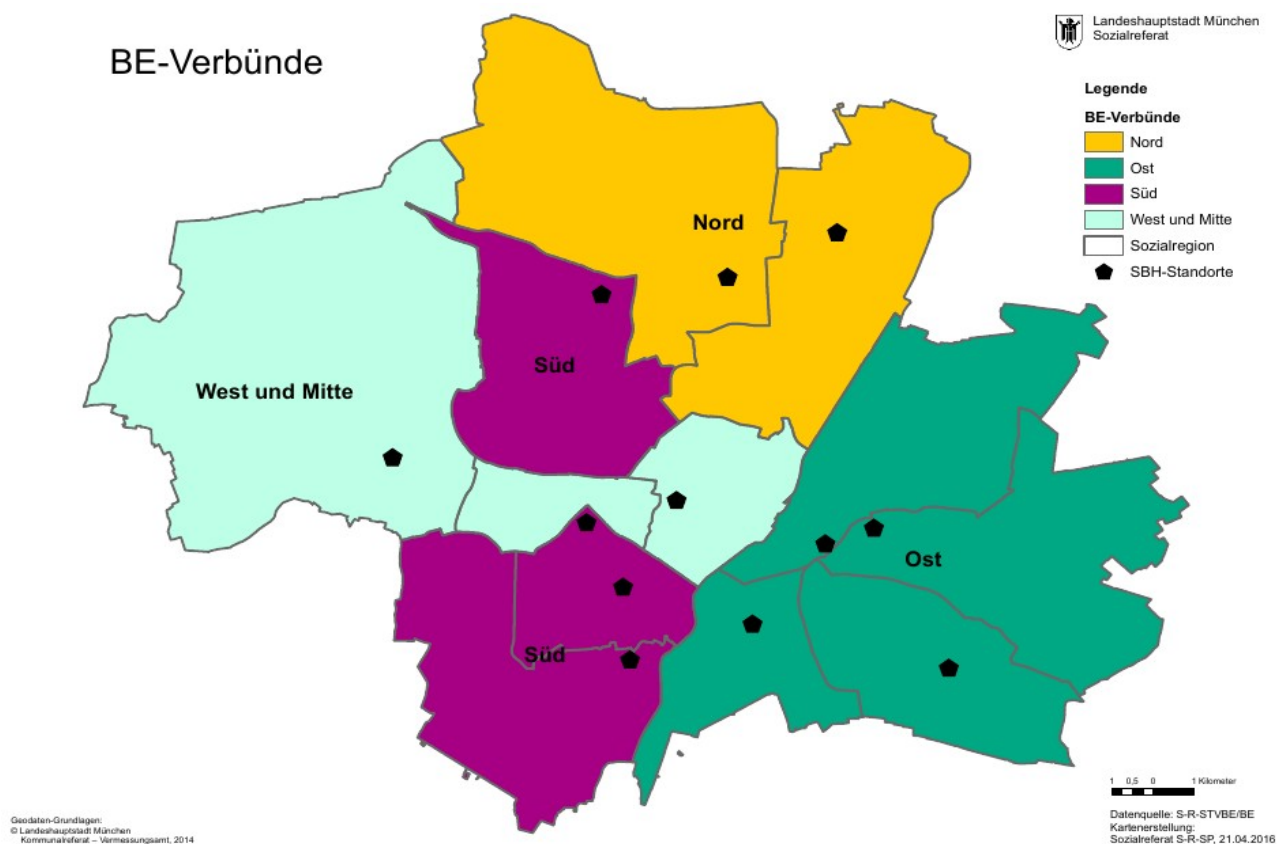 BE-Verbünde
Landeshauptstadt München
Sozialreferat
Legende
BE-Verbünde
Nord
Ost
Süd
West und Mitte
Sozialregion
SBH-Standorte
Nord
Süd
West und Mitte
Ost
Süd
1 0,5 0 1 Kilometer
Datenquelle: S-R-STVBE/BE
Kartenerstellung:
Sozialreferat S-R-SP, 21.04.2016
Geodaten-Grundlagen:
© Landeshauptstadt München
Kommunalreferat – Vermessungsamt, 2014